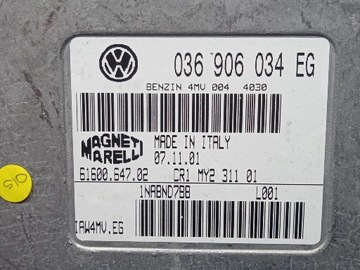 036 906 034 EG
BENZIN 4MV 004 4030
MAGNETI MARELLI
MADE IN ITALY
07.11.01
61600.647.02 CR1 MY2 311 01
1NABND7BB L001
IAW4MV.EG